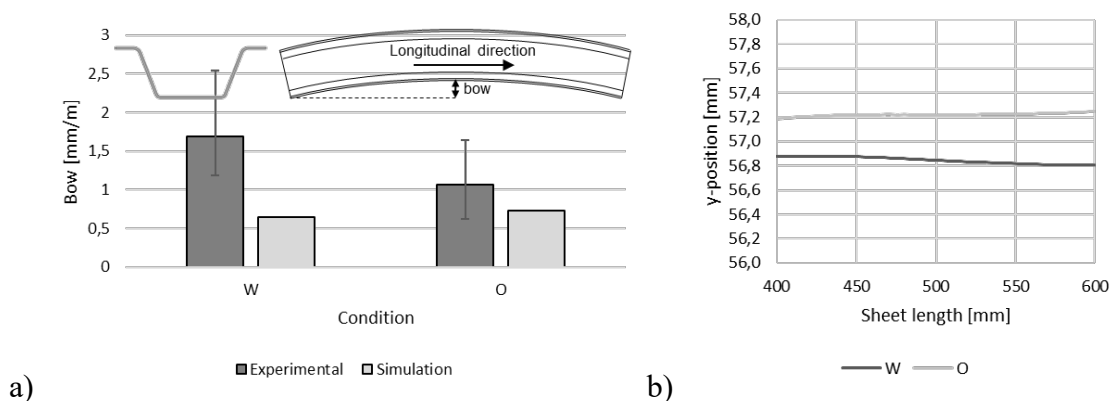 3
2,5
2
1,5
1
0,5
0
Bow [mm/m]
Longitudinal direction
bow
W O
Condition
Experimental Simulation
a)
58,0
57,8
57,6
57,4
57,2
57,0
56,8
56,6
56,4
56,2
56,0
y-position [mm]
400 450 500 550 600
Sheet length [mm]
W O
b)